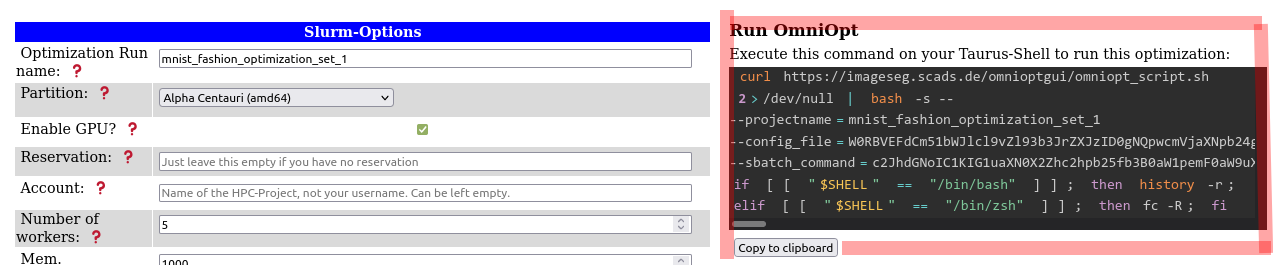 Slurm-Options
Optimization Run
name: ?
mnist_fashion_optimization_set_1
Partition: ?
Alpha Centauri (amd64)
Enable GPU? ?
Reservation: ?
Just leave this empty if you have no reservation
Account: ?
Name of the HPC-Project, not your username. Can be left empty.
Number of
workers: ?
5
Mem.
1000
Run OmniOpt
Execute this command on your Taurus-Shell to run this optimization:
curl https://imageseg.scads.de/omnioptgui/omniopt_script.sh
2>/dev/null | bash -s --
--projectname=mnist_fashion_optimization_set_1
--config_file=W0RBVEFdCm51bWJlcl9vZl93b3JrZXJzID0gNQpwcmVjaXNpb24g
--sbatch_command=c2JhdGNoIC1KIG1uaXN0X2Zhc2hpb25fb3B0aW1pemF0aW9uX
if [[ "$SHELL" == "/bin/bash" ]]; then history -r;
elif [[ "$SHELL" == "/bin/zsh" ]]; then fc -R; fi
Copy to clipboard